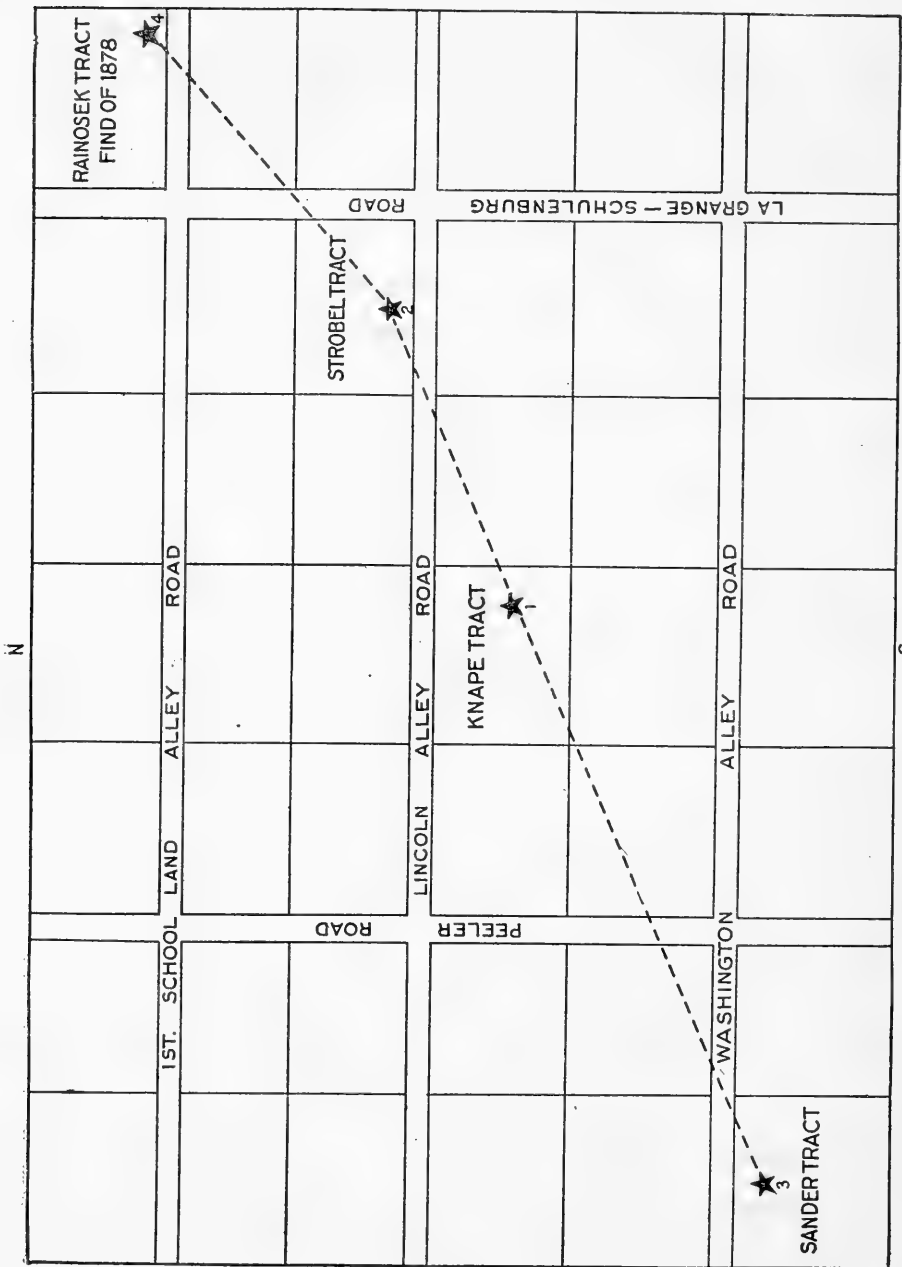 N
RAINOSEK TRACT
FIND OF 1878
4
LA GRANGE — SCHULENBURG ROAD
STROBEL TRACT
2
KNAPE TRACT
1
1ST. SCHOOL LAND ALLEY ROAD
LINCOLN ALLEY ROAD
PEELER ROAD
WASHINGTON ALLEY ROAD
SANDER TRACT
3
S